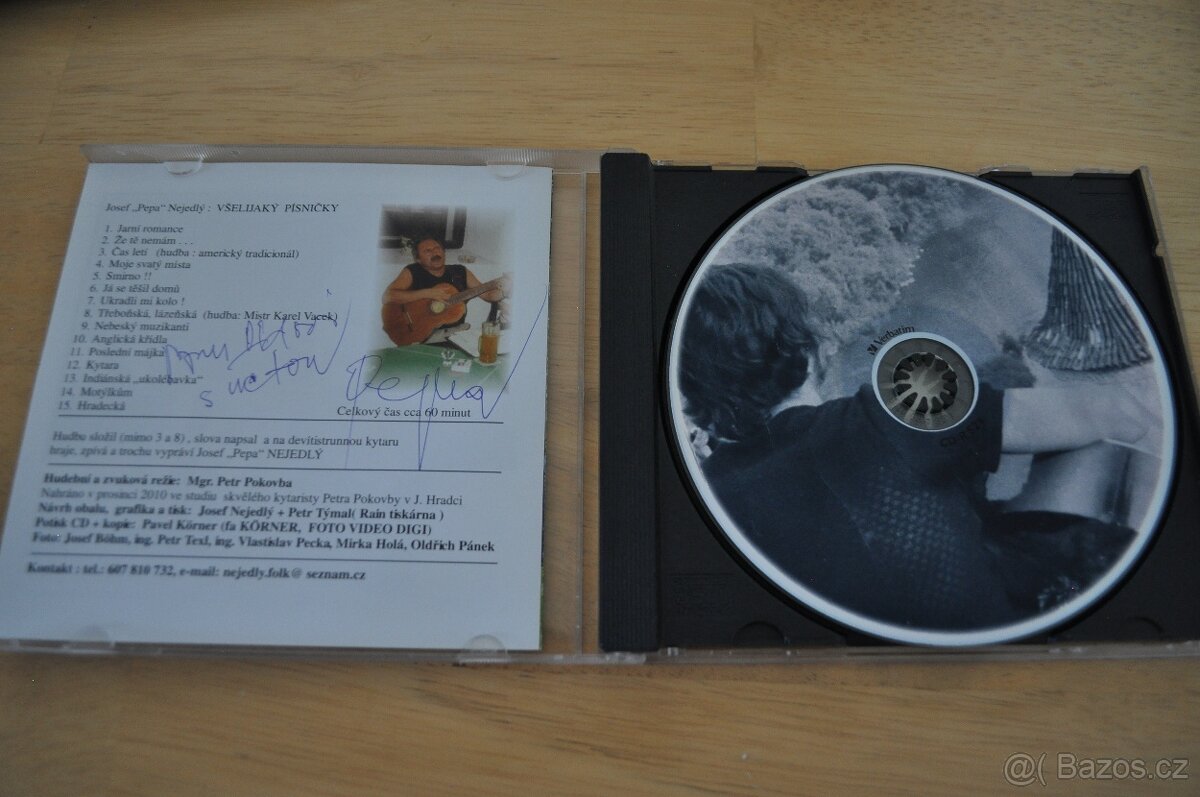 Josef „Pepa" Nejedlý : VŠELIJAKÝ PÍSNIČKY
1. Jarní romance
2. Že tě nemám . . .
3. Čas letí (hudba : americký tradicionál)
4. Moje svatý místa
5. Smirno !!
6. Já se těšil domů
7. Ukradli mi kolo !
8. Třeboňská, lázeňská (hudba: Mistr Karel Vacek)
9. Nebeský muzikanti
10. Anglická křídla
11. Poslední májka
12. Kytara
13. Indiánská „ukolébavka"
14. Motýlkům
15. Hradecká
s
Celkový čas cca 60 minut
Hudbu složil (mimo 3 a 8) , slova napsal a na devítistrunnou kytaru
hraje, zpívá a trochu vypráví Josef „Pepa" NEJEDLÝ
Hudební a zvuková režie: Mgr. Petr Pokovba
Nahráno v prosinci 2010 ve studiu skvělého kytaristy Petra Pokovby v J. Hradci
Návrh obalu, grafika a tisk: Josef Nejedlý + Petr Týmal( Rain tiskárna )
Potisk CD + kopie: Pavel Körner (fa KÖRNER, FOTO VIDEO DIGI)
Foto: Josef Böhm, ing. Petr Texl, ing. Vlastislav Pecka, Mirka Holá, Oldřich Pánek
Kontakt : tel.: 607 810 732, e-mail: nejedly.folk@ seznam.cz
Verbatim
Bazos.cz